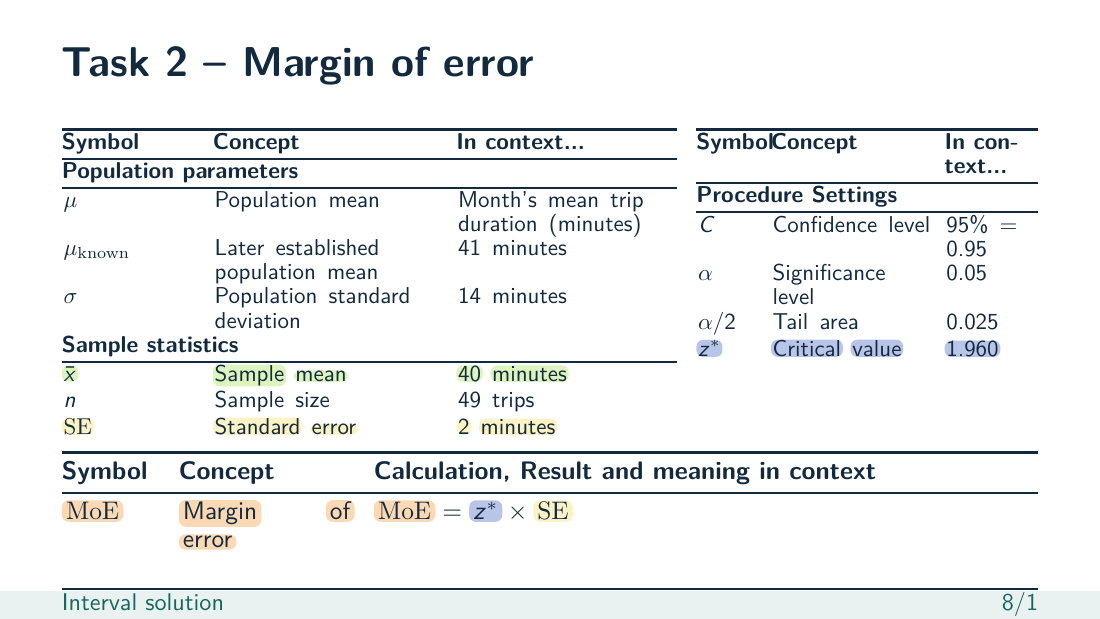 Task 2 – Margin of error
Symbol Concept In context...
Population parameters
μ Population mean Month's mean trip
duration (minutes)
μknown Later established 41 minutes
population mean
σ Population standard 14 minutes
deviation
Sample statistics
x̄ Sample mean 40 minutes
n Sample size 49 trips
SE Standard error 2 minutes
Symbol Concept In con-
text...
Procedure Settings
C Confidence level 95% =
0.95
α Significance 0.05
level
α/2 Tail area 0.025
z* Critical value 1.960
Symbol Concept Calculation, Result and meaning in context
MoE Margin of MoE = z* × SE
error
Interval solution 8/1